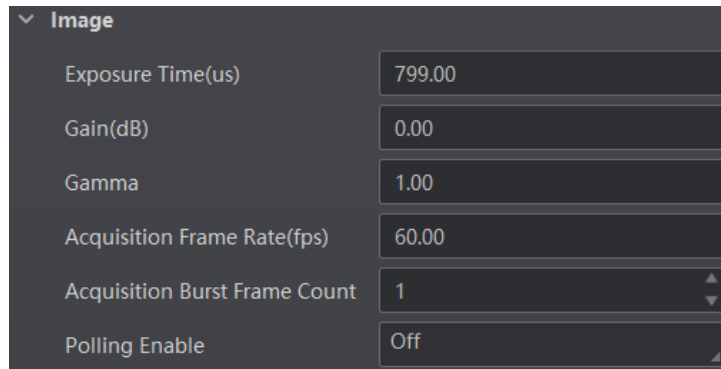 Image
Exposure Time(us) 799.00
Gain(dB) 0.00
Gamma 1.00
Acquisition Frame Rate(fps) 60.00
Acquisition Burst Frame Count 1
Polling Enable Off